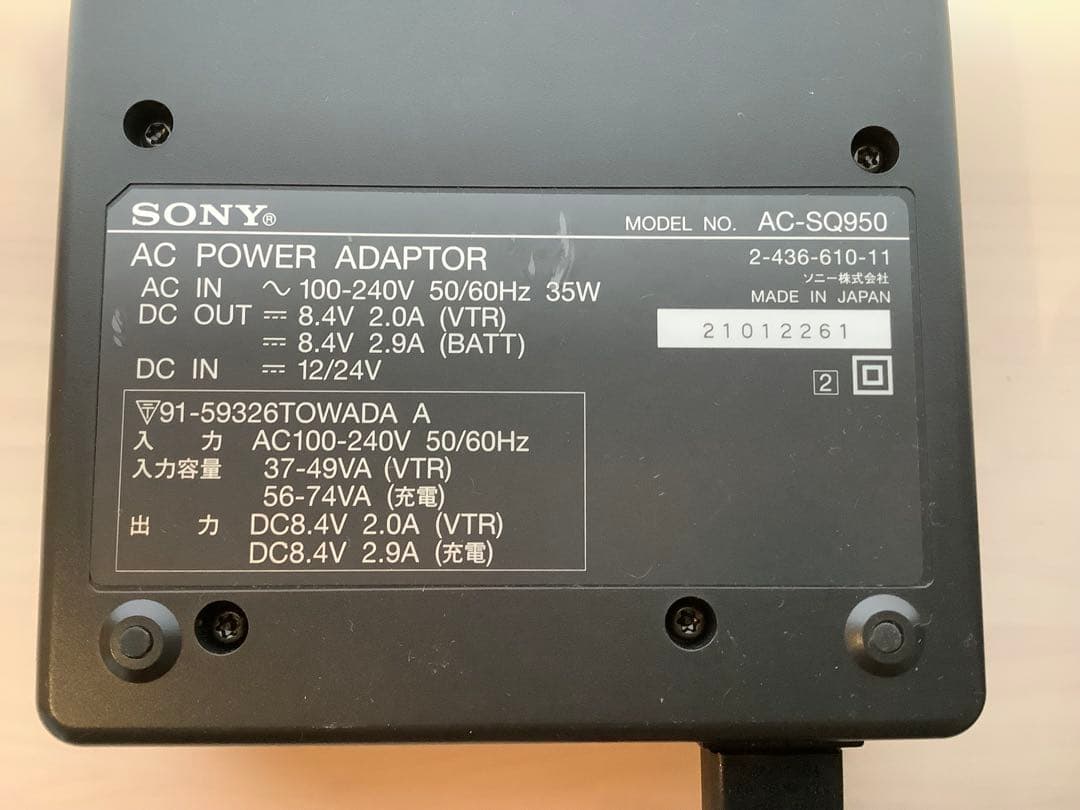 SONY®
MODEL NO. AC-SQ950
AC POWER ADAPTOR
2-436-610-11
ソニー株式会社
MADE IN JAPAN
21012261
AC IN ~ 100-240V 50/60Hz 35W
DC OUT ⎓ 8.4V 2.0A (VTR)
⎓ 8.4V 2.9A (BATT)
DC IN ⎓ 12/24V
2
91-59326TOWADA A
入 力 AC100-240V 50/60Hz
入力容量 37-49VA (VTR)
56-74VA (充電)
出 力 DC8.4V 2.0A (VTR)
DC8.4V 2.9A (充電)